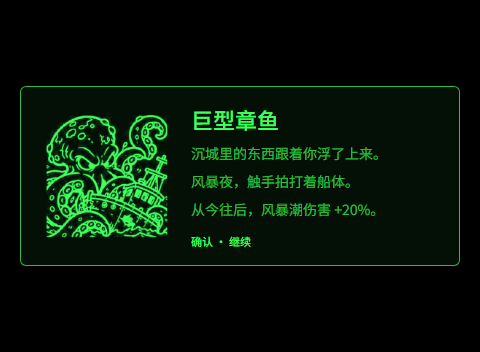 巨型章鱼
沉城里的东西跟着你浮了上来。
风暴夜，触手拍打着船体。
从今往后，风暴潮伤害 +20%。
确认 · 继续